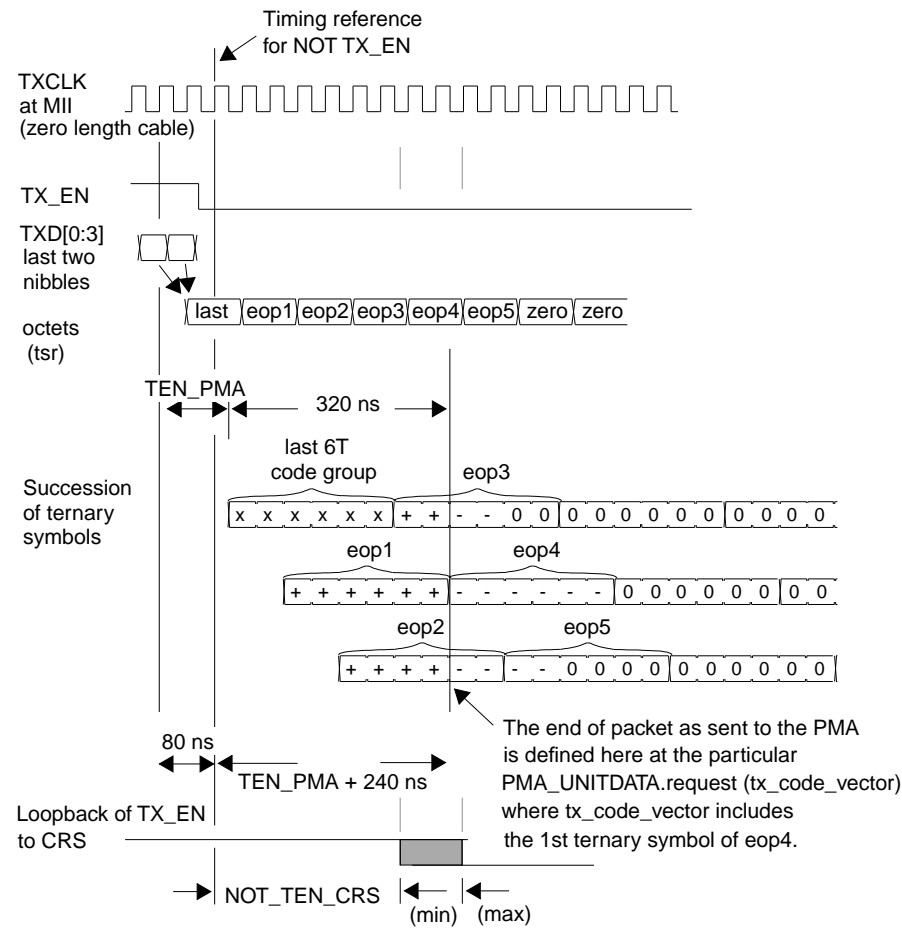 Timing reference
for NOT TX_EN
TXCLK
at MII
(zero length cable)
TX_EN
TXD[0:3]
last two
nibbles
octets
(tsr)
last eop1 eop2 eop3 eop4 eop5 zero zero
TEN_PMA
320 ns
last 6T
code group
eop3
Succession
of ternary
symbols
x x x x x x + + - - 0 0 0 0 0 0 0 0 0 0 0 0
eop1
eop4
+ + + + + + - - - - - - 0 0 0 0 0 0 0 0
eop2
eop5
+ + + + - - - - 0 0 0 0 0 0 0 0 0 0
The end of packet as sent to the PMA
is defined here at the particular
PMA_UNITDATA.request (tx_code_vector)
where tx_code_vector includes
the 1st ternary symbol of eop4.
80 ns
TEN_PMA + 240 ns
Loopback of TX_EN
to CRS
NOT_TEN_CRS
(min)
(max)